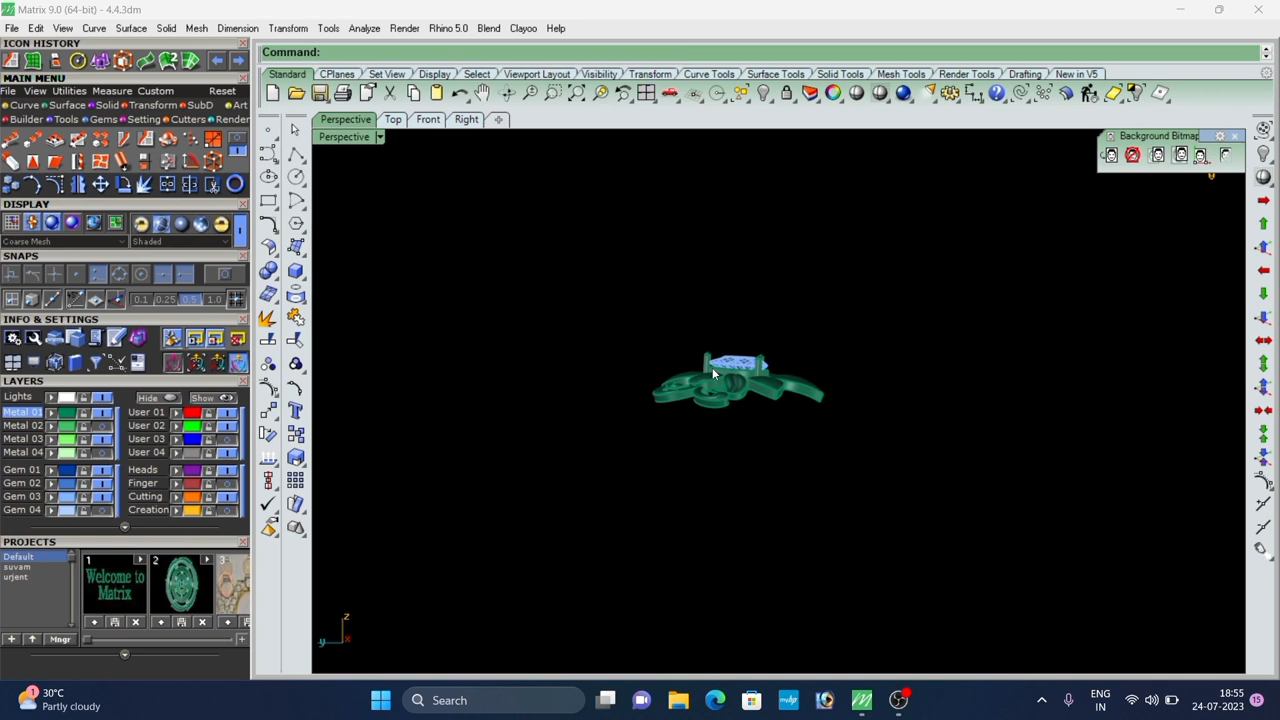 Matrix 9.0 (64-bit) - 4.4.3dm
File Edit View Curve Surface Solid Mesh Dimension Transform Tools Analyze Render Rhino 5.0 Blend Clayoo Help
ICON HISTORY
Command:
MAIN MENU
Standard CPlanes Set View Display Select Viewport Layout Visibility Transform Curve Tools Surface Tools Solid Tools Mesh Tools Render Tools Drafting New in V5
File View Utilities Measure Custom Reset
Curve Surface Solid Transform SubD Art
Builder Tools Gems Setting Cutters Render
Perspective Top Front Right
Perspective
Background Bitmap
DISPLAY
Coarse Mesh Shaded
SNAPS
0.1 0.25 0.5 1.0
INFO & SETTINGS
LAYERS
Lights Hide Show
Metal 01 User 01
Metal 02 User 02
Metal 03 User 03
Metal 04 User 04
Gem 01 Heads
Gem 02 Finger
Gem 03 Cutting
Gem 04 Creation
PROJECTS
Default
suvam
urjent
1 2 3
Welcome to
Matrix
Mngr
z
y x
1
30°C
Partly cloudy
Search
ENG
IN
18:55
24-07-2023
15